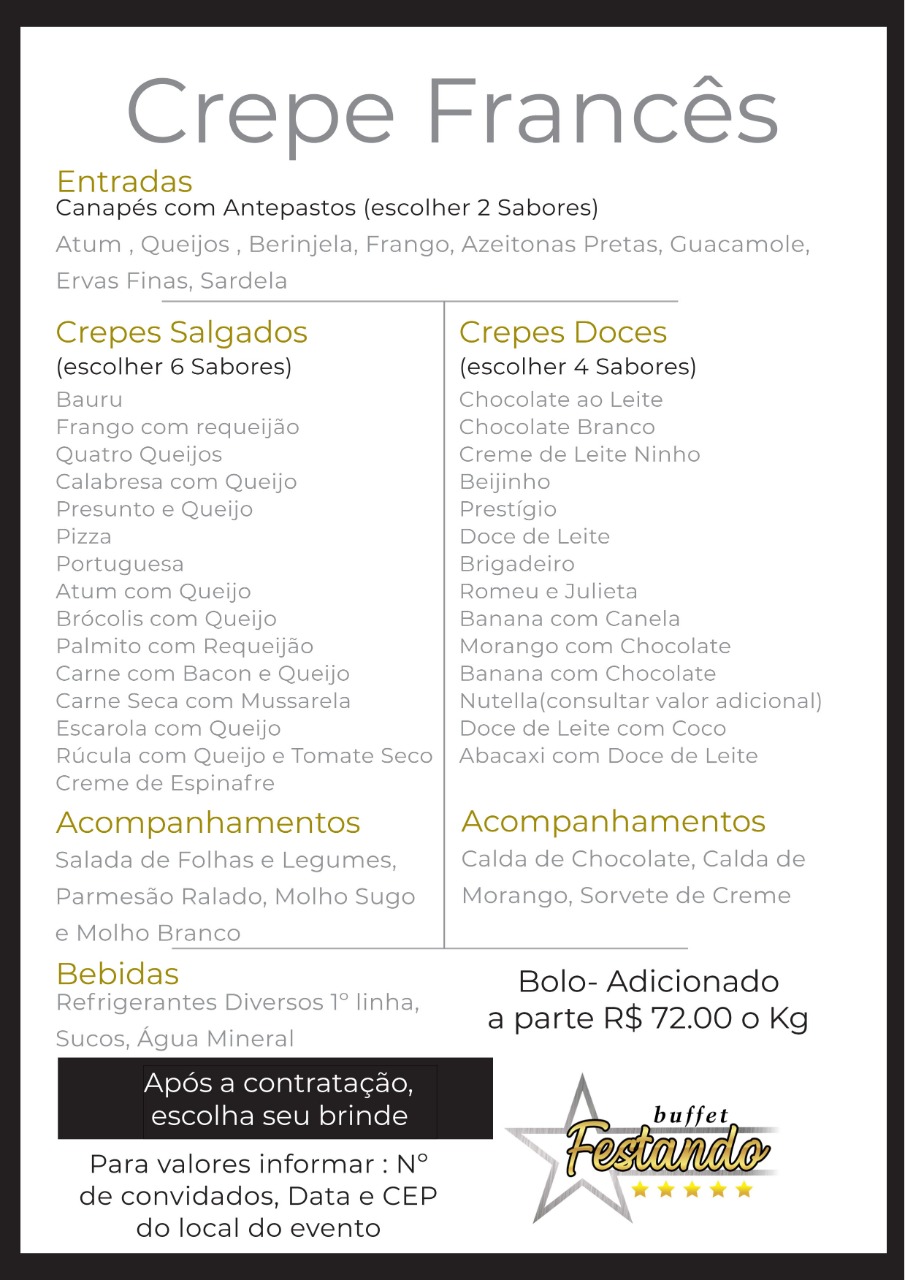 Crepe Francês
Entradas
Canapés com Antepastos (escolher 2 Sabores)
Atum , Queijos , Berinjela, Frango, Azeitonas Pretas, Guacamole,
Ervas Finas, Sardela
Crepes Salgados
(escolher 6 Sabores)
Bauru
Frango com requeijão
Quatro Queijos
Calabresa com Queijo
Presunto e Queijo
Pizza
Portuguesa
Atum com Queijo
Brócolis com Queijo
Palmito com Requeijão
Carne com Bacon e Queijo
Carne Seca com Mussarela
Escarola com Queijo
Rúcula com Queijo e Tomate Seco
Creme de Espinafre
Acompanhamentos
Salada de Folhas e Legumes,
Parmesão Ralado, Molho Sugo
e Molho Branco
Crepes Doces
(escolher 4 Sabores)
Chocolate ao Leite
Chocolate Branco
Creme de Leite Ninho
Beijinho
Prestígio
Doce de Leite
Brigadeiro
Romeu e Julieta
Banana com Canela
Morango com Chocolate
Banana com Chocolate
Nutella(consultar valor adicional)
Doce de Leite com Coco
Abacaxi com Doce de Leite
Acompanhamentos
Calda de Chocolate, Calda de
Morango, Sorvete de Creme
Bebidas
Refrigerantes Diversos 1º linha,
Sucos, Água Mineral
Bolo- Adicionado
a parte R$ 72.00 o Kg
Após a contratação,
escolha seu brinde
Para valores informar : Nº
de convidados, Data e CEP
do local do evento
buffet
Festando